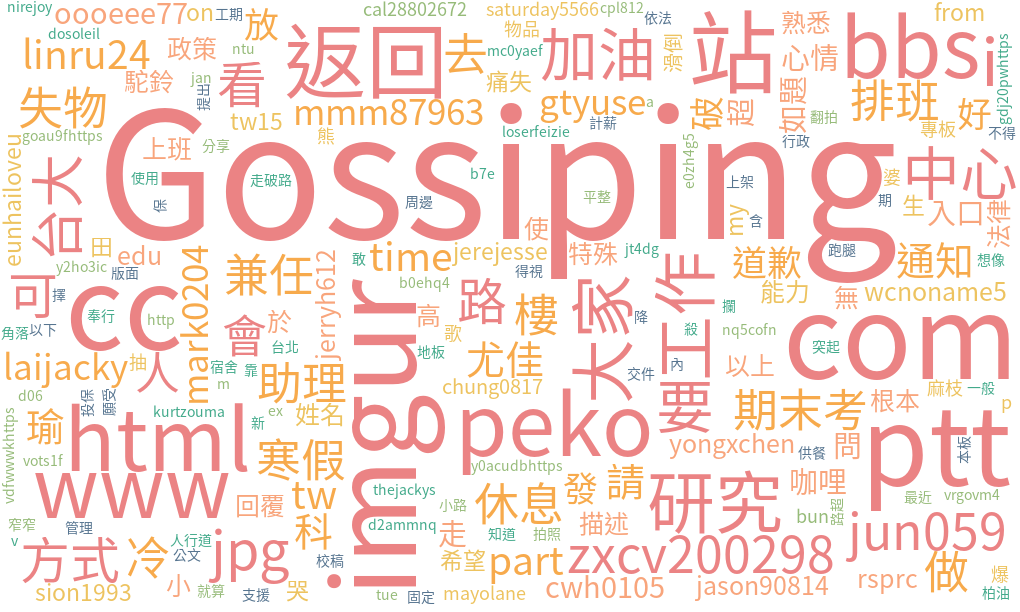 nirejoy
oooeee77
on
工期
放
cal28802672
saturday5566
cpl812
依法
from
dosoleil
linru24
政策
ntu
返回
去
物品
加油
滑倒
站
熟悉
心情
bbs
i
gdj20pwhttps
mc0yaef
失物
駝鈴
jan
提出
看
痛失
mmm87963
gtyuse
a
破
超
如題
翻拍
排班
好
專板
不得
goau9fhttps
tw15
熊
loserfeizie
計薪
行政
eunhailoveu
台大
上班
分享
Gossiping
使用
走破路
b7e
周邊
平整
e0zh4g5
上架
婆
中心
保
期
生
入口
法律
my
含
使
田
edu
y2ho3ic
版面
mark0204
兼任
jerryh612
敢
time
jerejesse
特殊
jt4dg
得視
b0ehq4
道歉
跑腿
通知
想像
可
擇
cc
奉行
http
會
於
高
路
樓
大家
工作
能力
無
wcnoname5
攔
角落
以下
台北
歌
地板
降
殺
nq5cofn
突起
com
laijacky
抽
人
宿舍
m
罪
助理
imgur
尤佳
chung0817
交件
內
以上
d06
投保
願受
kurtzouma
新
ex
姓名
peko
要
期末考
根本
麻枝
一般
p
瑜
html
寒假
yongxchen
問
供餐
ptt
本板
vots1f
vdfwwwkhttps
y0acudbhttps
www
回覆
tw
thejackys
小路
休息
發
請
研究
咖哩
最近
vrgovm4
窄窄
管理
v
人行道
公文
jpg
科
d2ammnq
走
知道
拍照
描述
bun
jun059
方式
冷
校稿
希望
part
zxcv200298
做
爆
sion1993
小
就算
支援
哭
tue
固定
mayolane
cwh0105
jason90814
rsprc
柏油